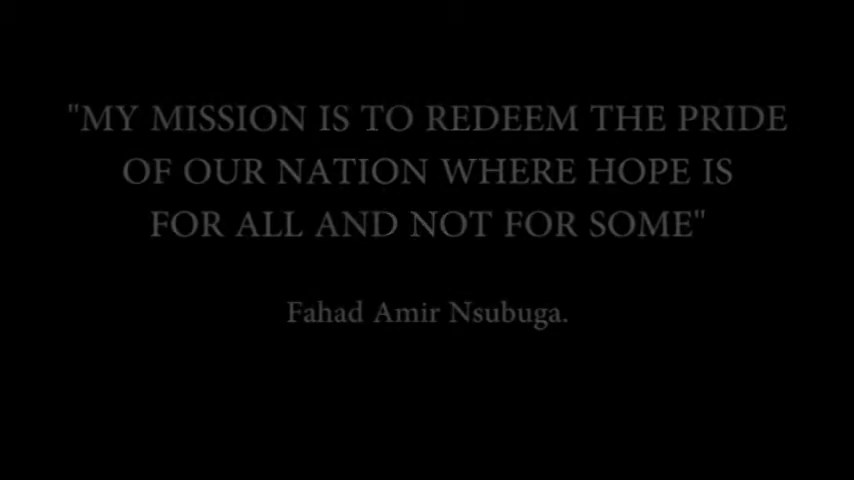 "MY MISSION IS TO REDEEM THE PRIDE
OF OUR NATION WHERE HOPE IS
FOR ALL AND NOT FOR SOME"
Fahad Amir Nsubuga.